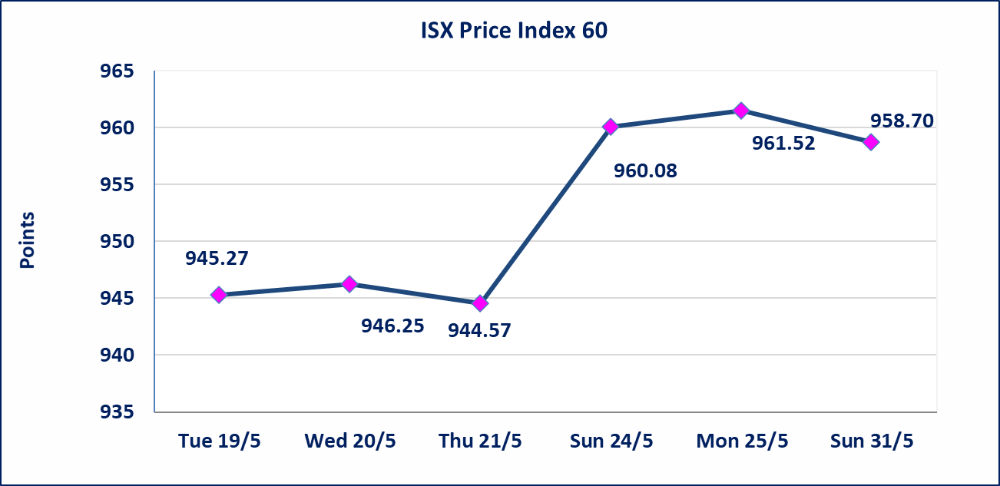 ISX Price Index 60
Points
965
960
955
950
945
940
935
945.27
946.25
944.57
960.08
961.52
958.70
Tue 19/5
Wed 20/5
Thu 21/5
Sun 24/5
Mon 25/5
Sun 31/5